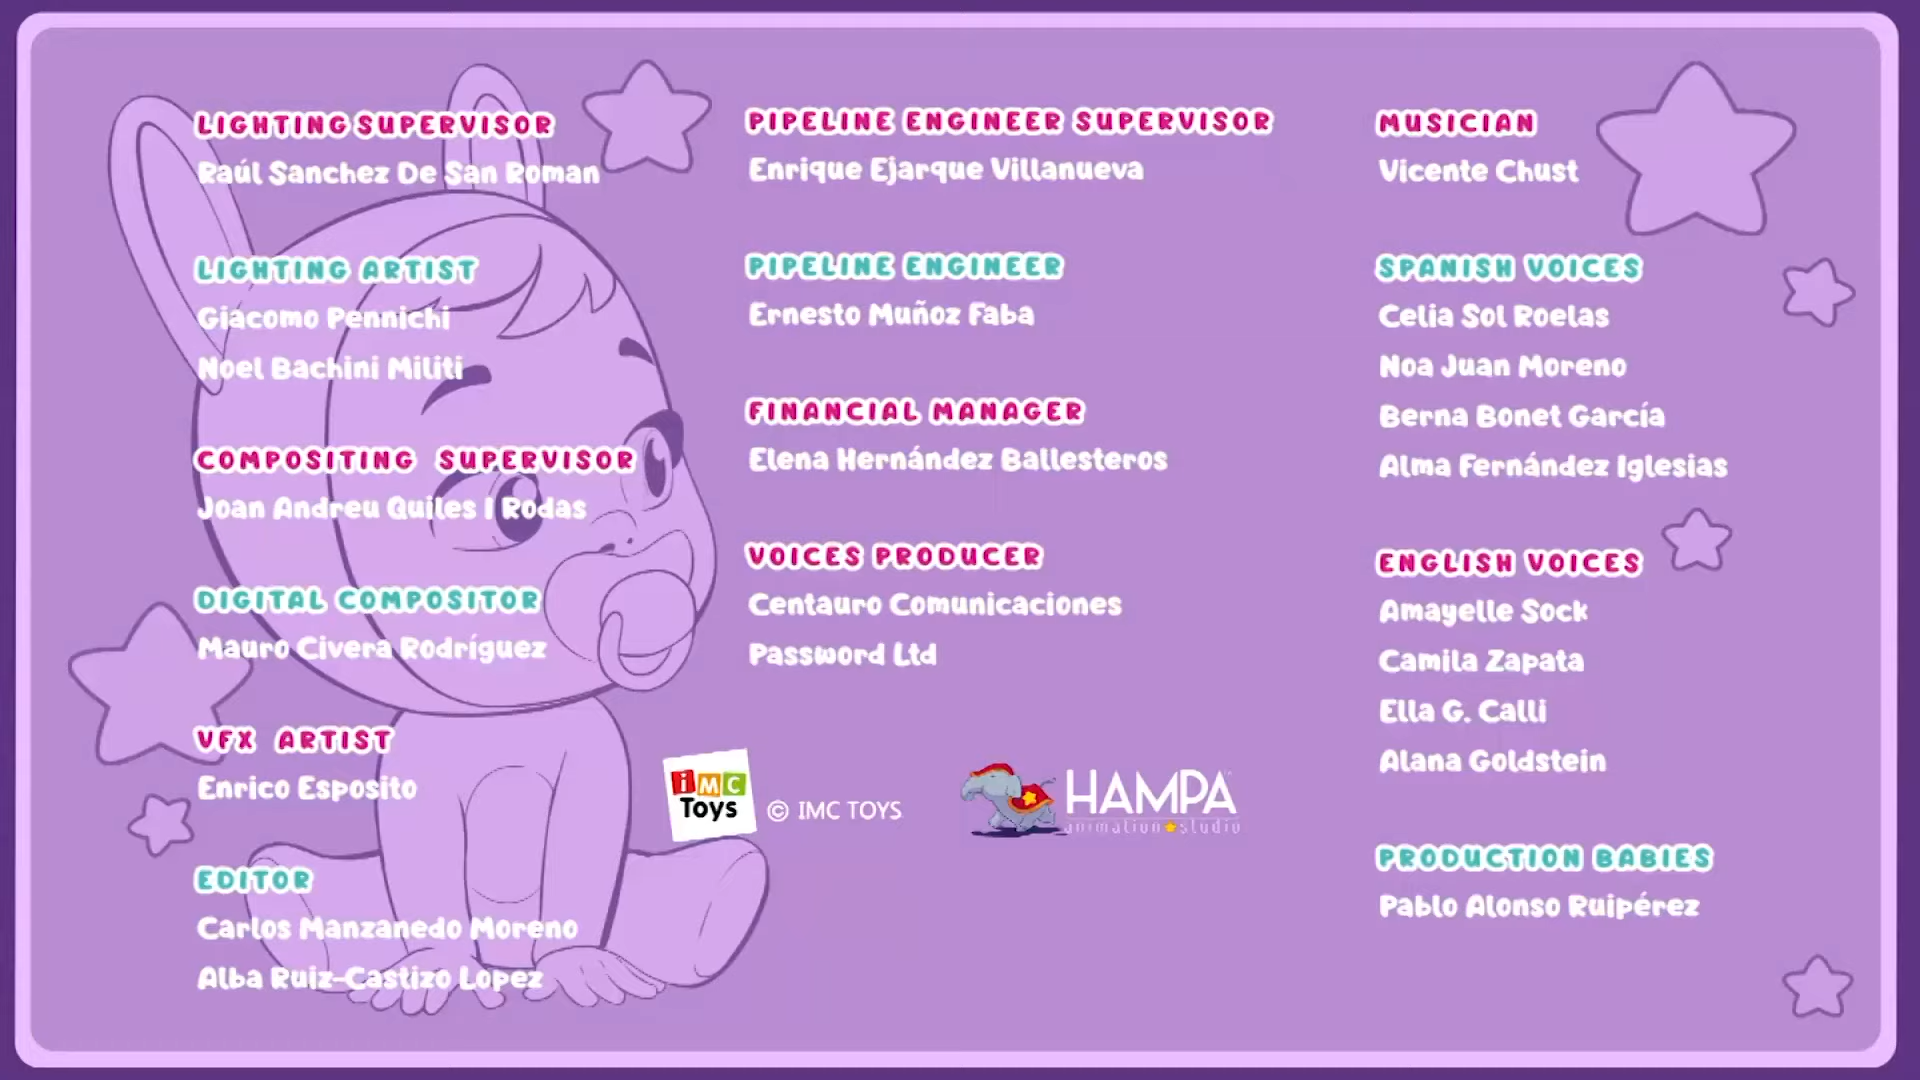 LIGHTING SUPERVISOR
Raúl Sanchez De San Roman
LIGHTING ARTIST
Giacomo Pennichi
Noel Bachini Militi
COMPOSITING SUPERVISOR
Joan Andreu Quiles I Rodas
DIGITAL COMPOSITOR
Mauro Civera Rodríguez
VFX ARTIST
Enrico Esposito
EDITOR
Carlos Manzanedo Moreno
Alba Ruiz-Castizo Lopez
PIPELINE ENGINEER SUPERVISOR
Enrique Ejarque Villanueva
PIPELINE ENGINEER
Ernesto Muñoz Faba
FINANCIAL MANAGER
Elena Hernández Ballesteros
VOICES PRODUCER
Centauro Comunicaciones
Password Ltd
iMC
Toys
© IMC TOYS
HAMPA
animation studio
MUSICIAN
Vicente Chust
SPANISH VOICES
Celia Sol Roelas
Noa Juan Moreno
Berna Bonet García
Alma Fernández Iglesias
ENGLISH VOICES
Amayelle Sock
Camila Zapata
Ella G. Calli
Alana Goldstein
PRODUCTION BABIES
Pablo Alonso Ruipérez